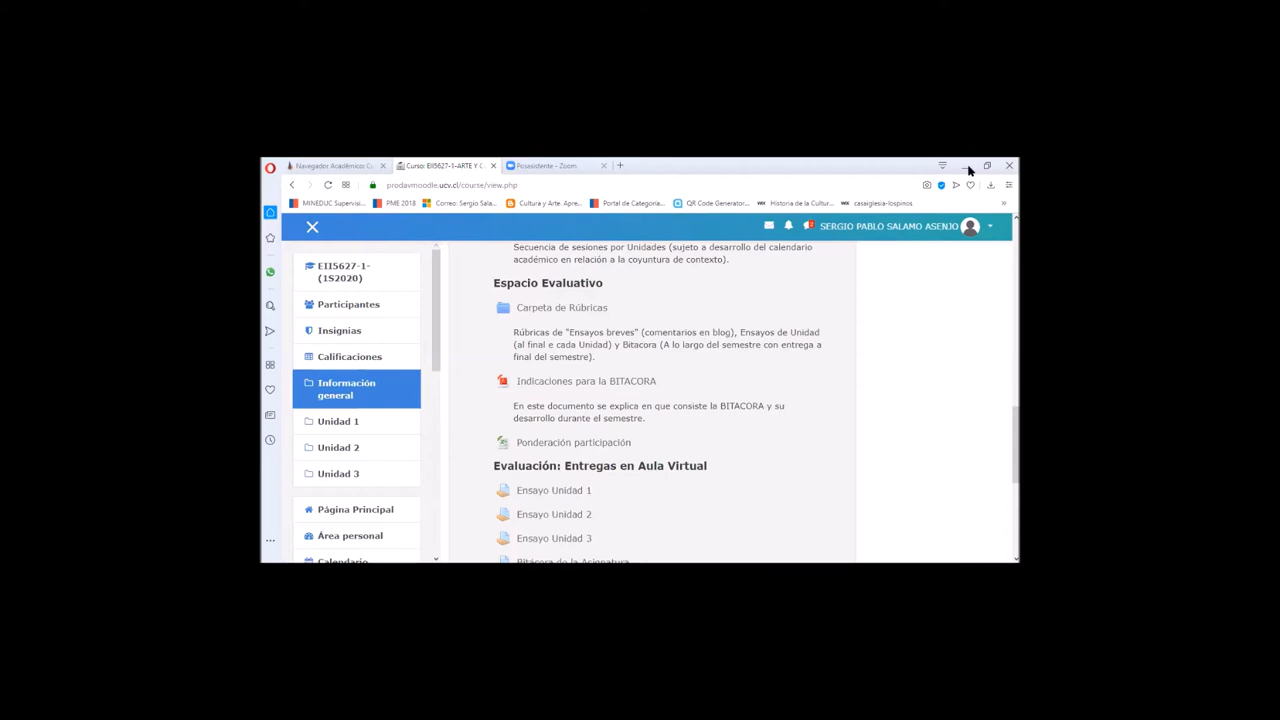 Navegador Académico: Cu
Curso: EII5627-1-ARTE Y C
Posasistente - Zoom
prodavmoodle.ucv.cl/course/view.php
MINEDUC Supervisi...
PME 2018
Correo: Sergio Sala...
Cultura y Arte. Apre...
Portal de Categoría...
QR Code Generator...
Historia de la Cultur...
casaiglesia-lospinos
SERGIO PABLO SALAMO ASENJO
EII5627-1-
(1S2020)
Participantes
Insignias
Calificaciones
Información
general
Unidad 1
Unidad 2
Unidad 3
Página Principal
Área personal
Calendario
Secuencia de sesiones por Unidades (sujeto a desarrollo del calendario
académico en relación a la coyuntura de contexto).
Espacio Evaluativo
Carpeta de Rúbricas
Rúbricas de "Ensayos breves" (comentarios en blog), Ensayos de Unidad
(al final e cada Unidad) y Bitacora (A lo largo del semestre con entrega a
final del semestre).
Indicaciones para la BITACORA
En este documento se explica en que consiste la BITACORA y su
desarrollo durante el semestre.
Ponderación participación
Evaluación: Entregas en Aula Virtual
Ensayo Unidad 1
Ensayo Unidad 2
Ensayo Unidad 3
Bitácora de la Asignatura